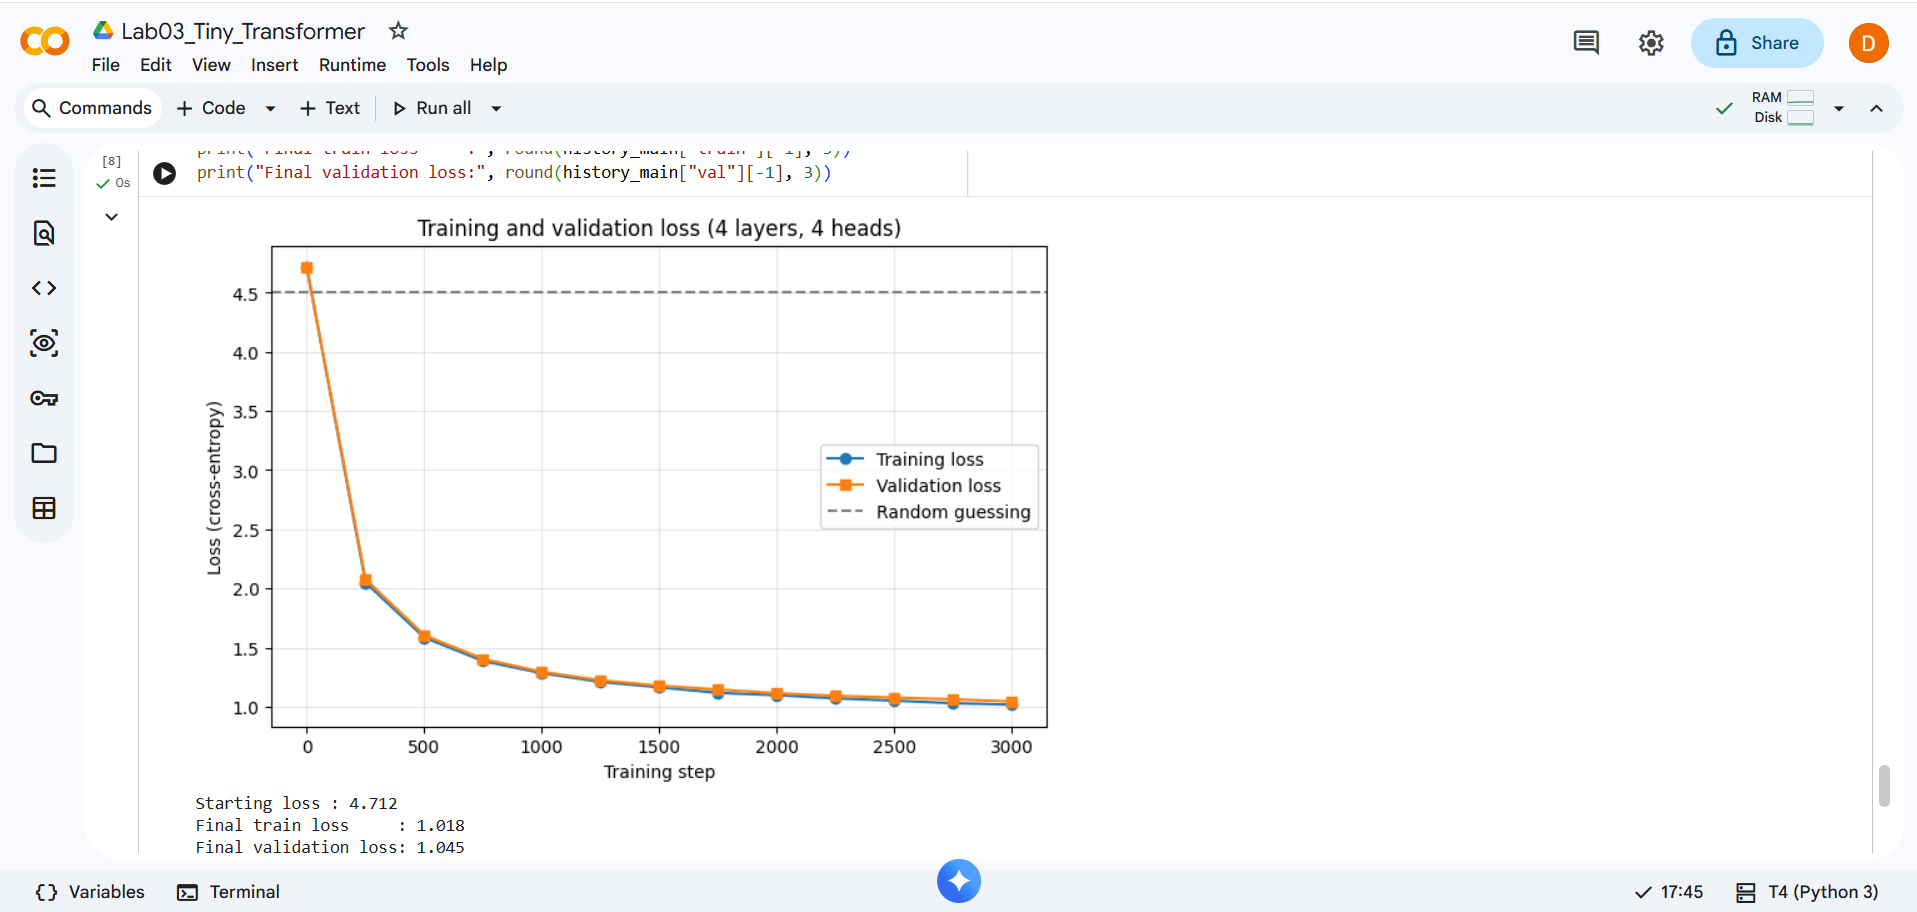 Lab03_Tiny_Transformer
File Edit View Insert Runtime Tools Help
Share
D
Commands + Code + Text Run all
RAM
Disk
[8]
0s
print("Final validation loss:", round(history_main["val"][-1], 3))
Training and validation loss (4 layers, 4 heads)
4.5
4.0
3.5
3.0
2.5
2.0
1.5
1.0
Loss (cross-entropy)
Training loss
Validation loss
Random guessing
0 500 1000 1500 2000 2500 3000
Training step
Starting loss : 4.712
Final train loss     : 1.018
Final validation loss: 1.045
Variables Terminal
17:45 T4 (Python 3)